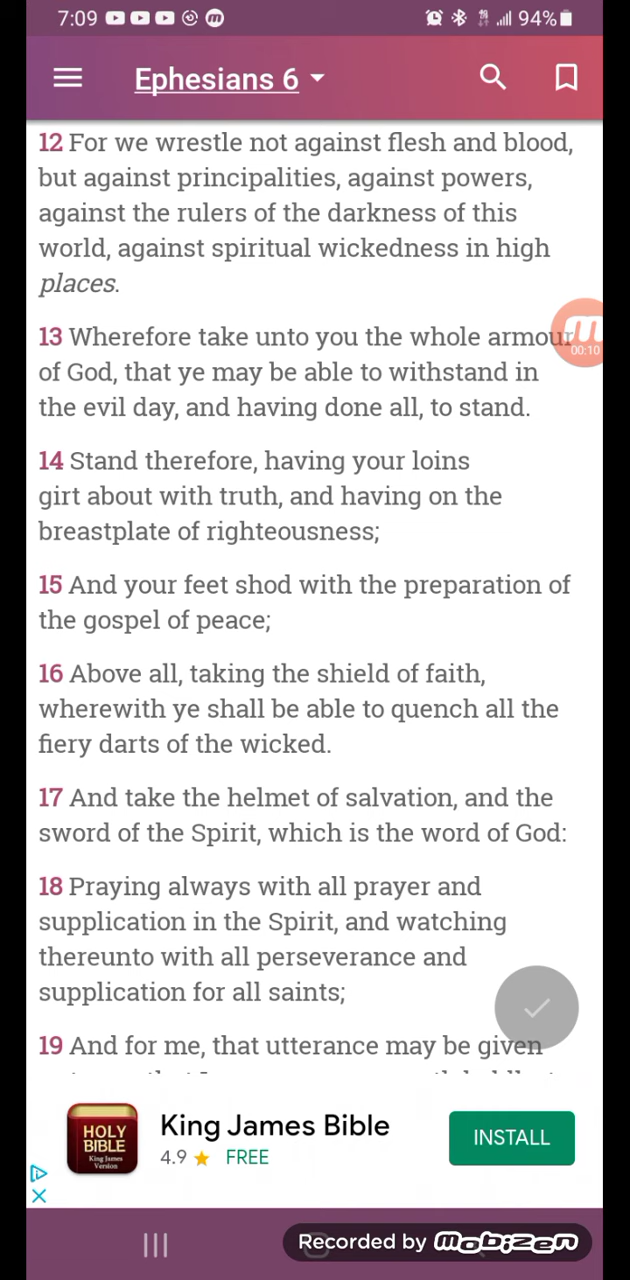 7:09
94%
Ephesians 6
12 For we wrestle not against flesh and blood,
but against principalities, against powers,
against the rulers of the darkness of this
world, against spiritual wickedness in high
places.
13 Wherefore take unto you the whole armour
00:10
of God, that ye may be able to withstand in
the evil day, and having done all, to stand.
14 Stand therefore, having your loins
girt about with truth, and having on the
breastplate of righteousness;
15 And your feet shod with the preparation of
the gospel of peace;
16 Above all, taking the shield of faith,
wherewith ye shall be able to quench all the
fiery darts of the wicked.
17 And take the helmet of salvation, and the
sword of the Spirit, which is the word of God:
18 Praying always with all prayer and
supplication in the Spirit, and watching
thereunto with all perseverance and
supplication for all saints;
19 And for me, that utterance may be given
HOLY
BIBLE
King James
Version
King James Bible
4.9 ★ FREE
INSTALL
Recorded by mobizen